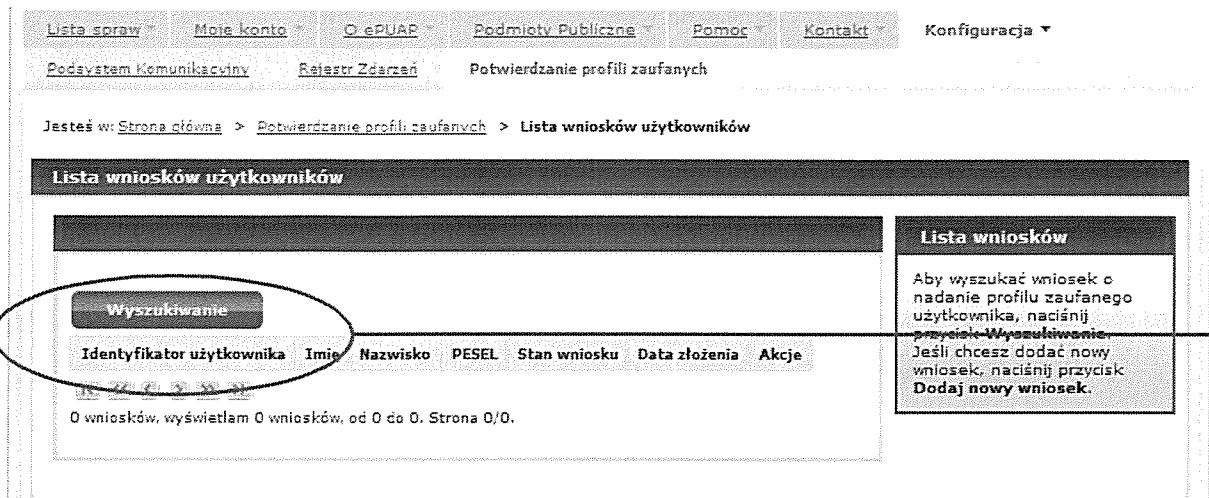 Lista spraw Moje konto O ePUAP Podmioty Publiczne Pomoc Kontakt Konfiguracja
Podsystem Komunikacyjny Rejestr Zdarzeń Potwierdzanie profili zaufanych
Jesteś w: Strona główna > Potwierdzanie profili zaufanych > Lista wniosków użytkowników
Lista wniosków użytkowników
Wyszukiwanie
Identyfikator użytkownika Imię Nazwisko PESEL Stan wniosku Data złożenia Akcje
0 wniosków, wyświetlam 0 wniosków, od 0 do 0. Strona 0/0.
Lista wniosków
Aby wyszukać wniosek o
nadanie profilu zaufanego
użytkownika, naciśnij
przycisk Wyszukiwanie.
Jeśli chcesz dodać nowy
wniosek, naciśnij przycisk
Dodaj nowy wniosek.